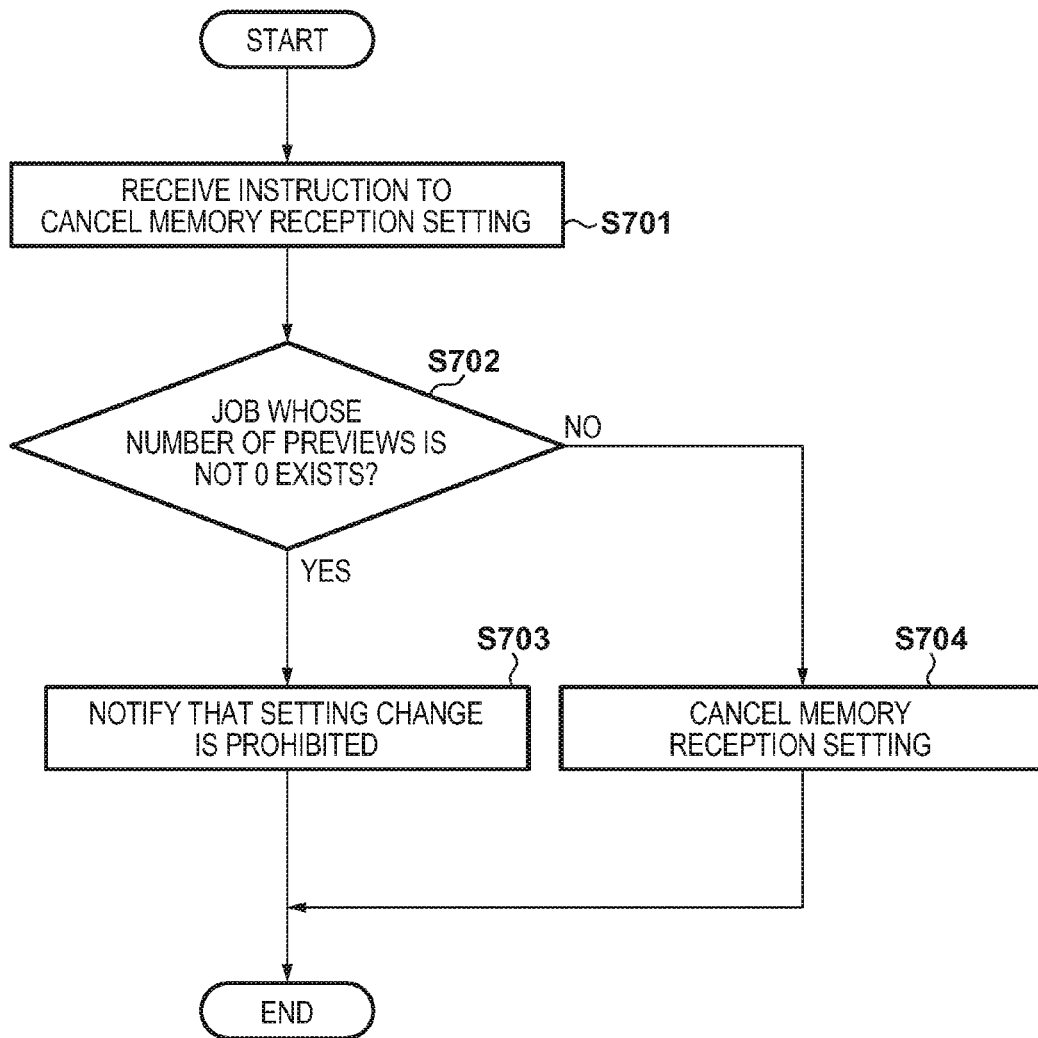 START
RECEIVE INSTRUCTION TO
CANCEL MEMORY RECEPTION SETTING
S701
S702
JOB WHOSE
NUMBER OF PREVIEWS IS
NOT 0 EXISTS?
NO
YES
S703
NOTIFY THAT SETTING CHANGE
IS PROHIBITED
S704
CANCEL MEMORY
RECEPTION SETTING
END